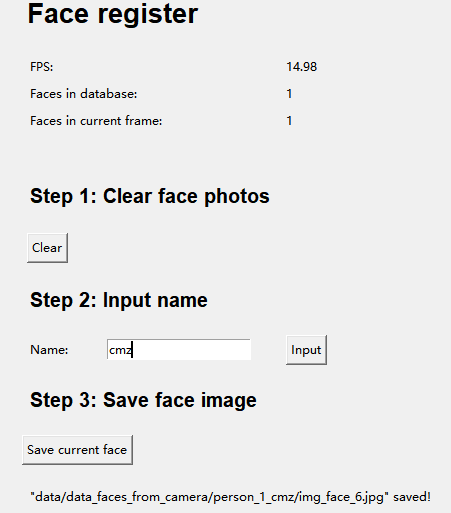 Face register
FPS: 14.98
Faces in database: 1
Faces in current frame: 1
Step 1: Clear face photos
Clear
Step 2: Input name
Name: cmz Input
Step 3: Save face image
Save current face
"data/data_faces_from_camera/person_1_cmz/img_face_6.jpg" saved!